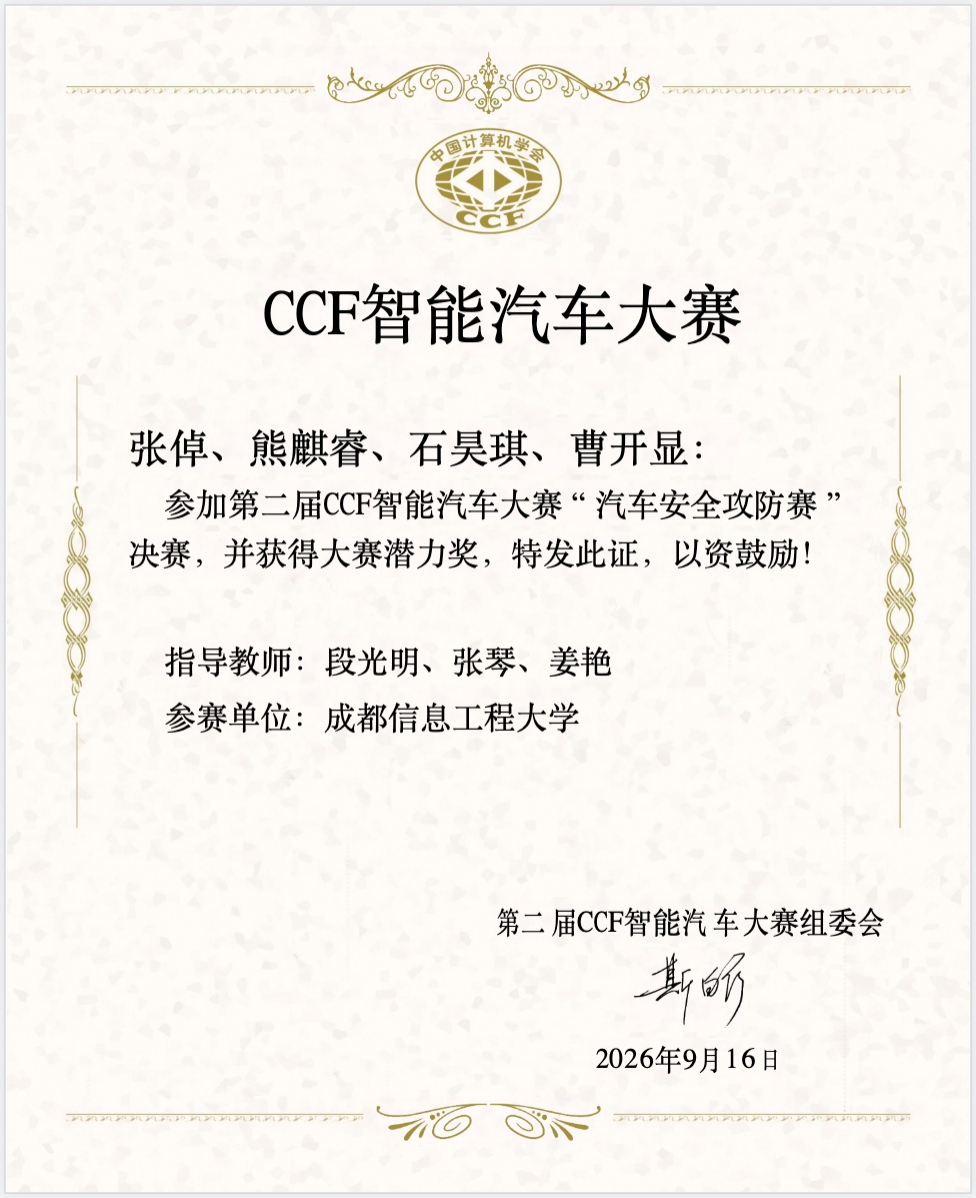 中国计算机学会
CCF
CCF智能汽车大赛
张倬、熊麒睿、石昊琪、曹开显：
参加第二届CCF智能汽车大赛“汽车安全攻防赛”
决赛，并获得大赛潜力奖，特发此证，以资鼓励！
指导教师：段光明、张琴、姜艳
参赛单位：成都信息工程大学
第二届CCF智能汽车大赛组委会
2026年9月16日